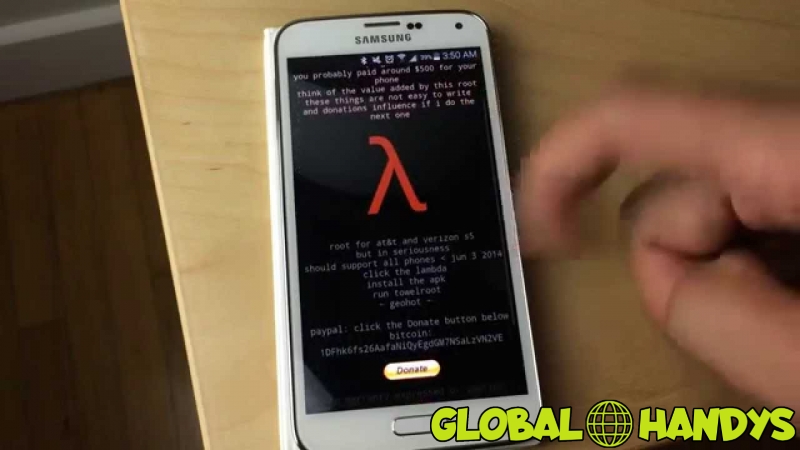 SAMSUNG
3:50 AM
you probably paid around $500 for your
phone
think of the value added by this root
these things are not easy to write
and donations influence if i do the
next one
λ
root for at&t and verizon s5
but in seriousness
should support all phones < jun 3 2014
click the lambda
install the apk
run towelroot
~ geohot ~
paypal: click the Donate button below
bitcoin:
Donate
GLOBAL HANDYS